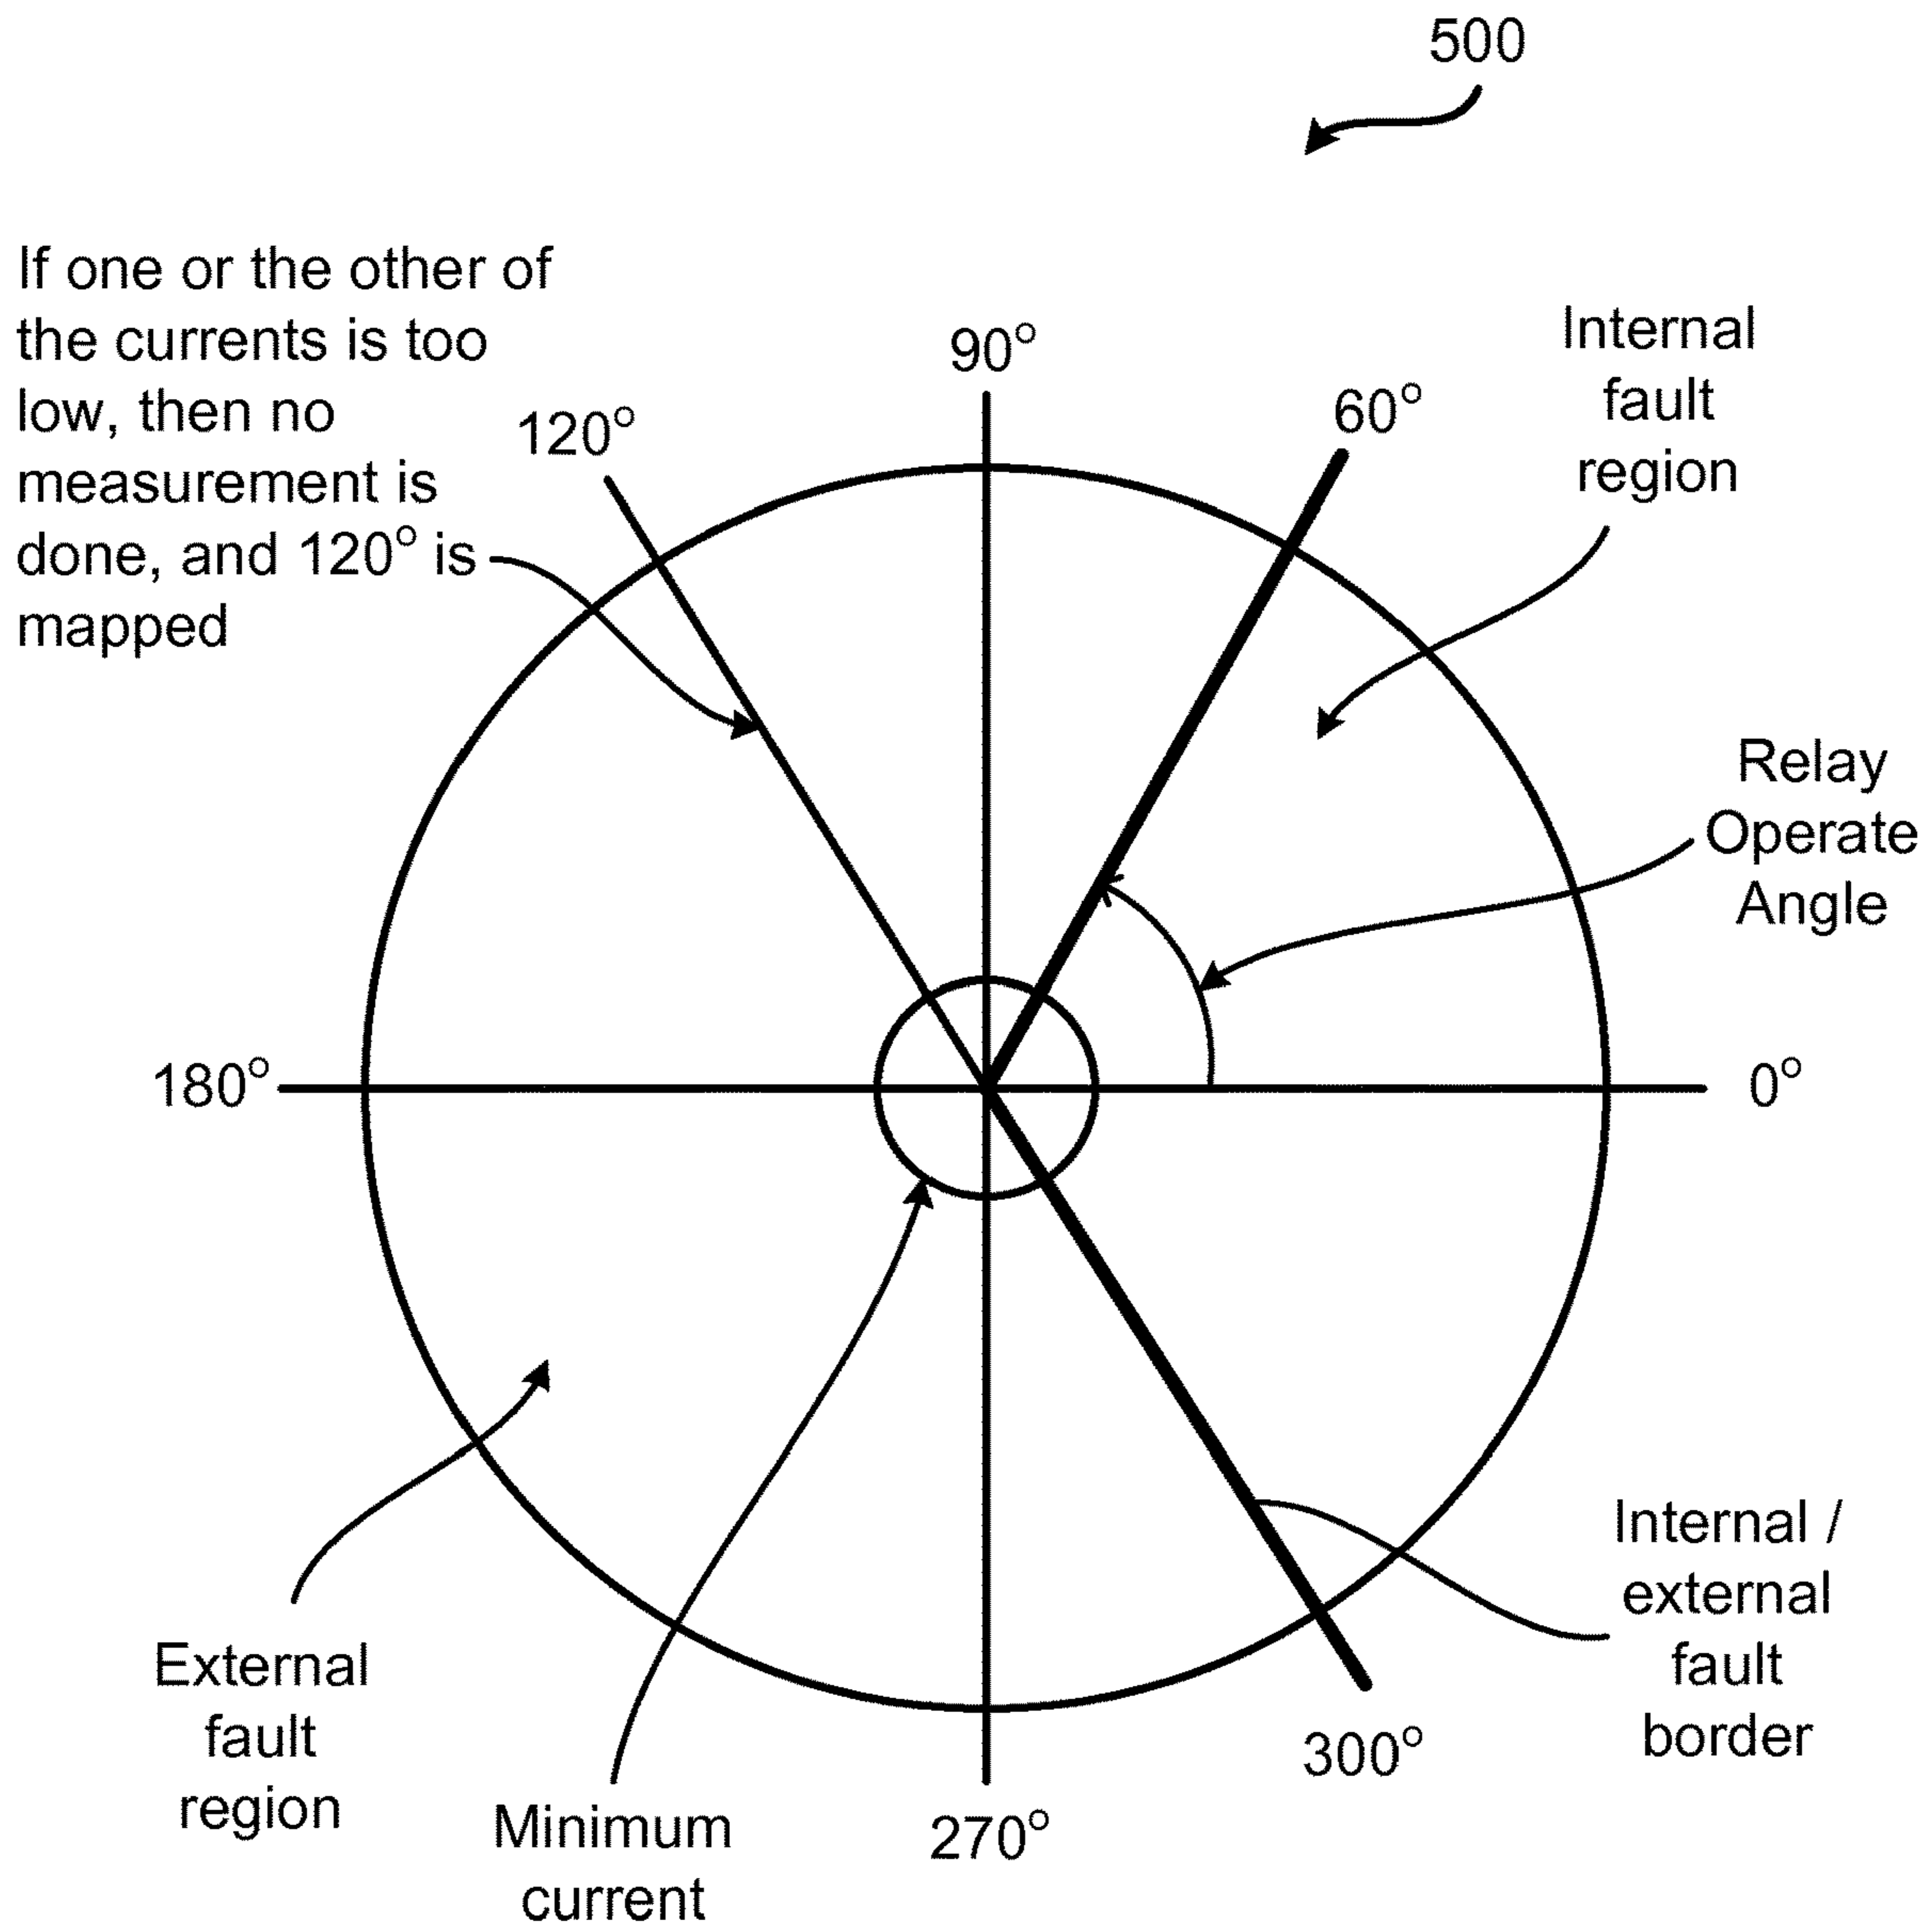 500
If one or the other of
the currents is too
low, then no
measurement is
done, and 120° is
mapped
120°
90°
60°
Internal
fault
region
Relay
Operate
Angle
180°
0°
External
fault
region
Minimum
current
270°
300°
Internal /
external
fault
border